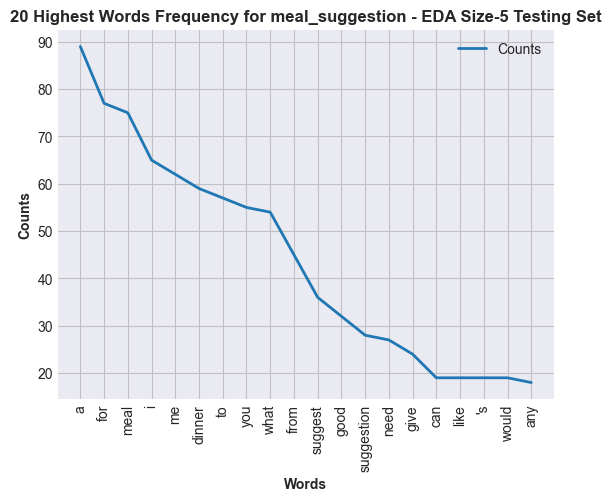 20 Highest Words Frequency for meal_suggestion - EDA Size-5 Testing Set
Counts
90
80
70
60
50
40
30
20
Counts
a
for
meal
i
me
dinner
to
you
what
from
suggest
good
suggestion
need
give
can
like
's
would
any
Words